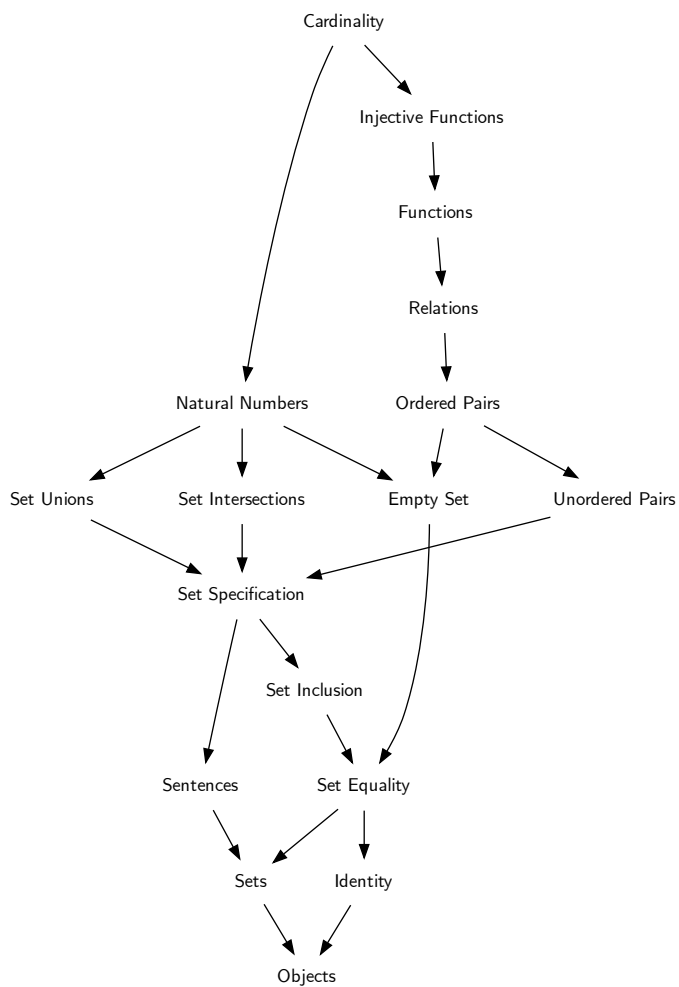 Cardinality
Injective Functions
Functions
Relations
Natural Numbers
Ordered Pairs
Set Unions
Set Intersections
Empty Set
Unordered Pairs
Set Specification
Set Inclusion
Sentences
Set Equality
Sets
Identity
Objects